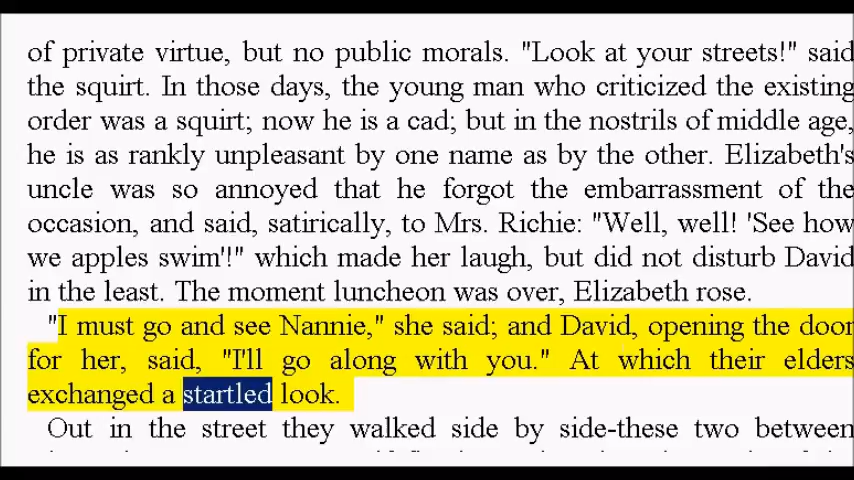 of private virtue, but no public morals. "Look at your streets!" said
the squirt. In those days, the young man who criticized the existing
order was a squirt; now he is a cad; but in the nostrils of middle age,
he is as rankly unpleasant by one name as by the other. Elizabeth's
uncle was so annoyed that he forgot the embarrassment of the
occasion, and said, satirically, to Mrs. Richie: "Well, well! 'See how
we apples swim'!" which made her laugh, but did not disturb David
in the least. The moment luncheon was over, Elizabeth rose.
"I must go and see Nannie," she said; and David, opening the door
for her, said, "I'll go along with you." At which their elders
exchanged a startled look.
Out in the street they walked side by side-these two between